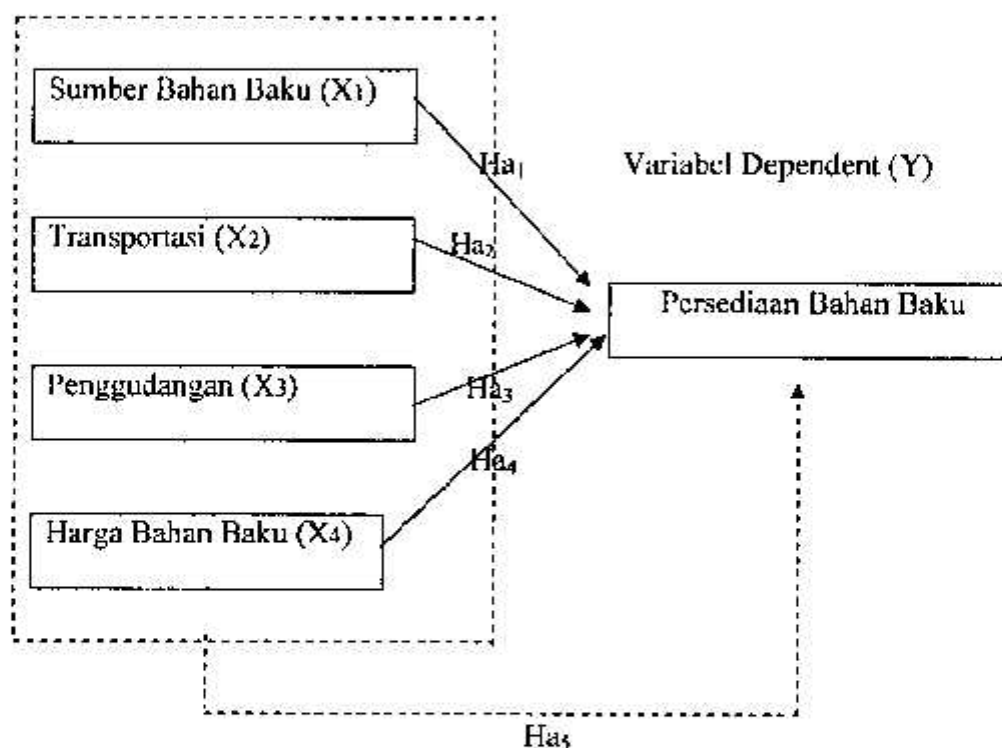 Sumber Bahan Baku (X1)
Ha1
Variabel Dependent (Y)
Transportasi (X2)
Ha2
Persediaan Bahan Baku
Penggudangan (X3)
Ha3
Ha4
Harga Bahan Baku (X4)
Ha5